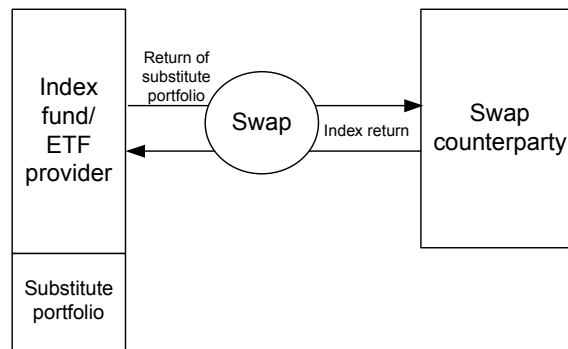 Index
fund/
ETF
provider
Return of
substitute
portfolio
Swap
Index return
Swap
counterparty
Substitute
portfolio